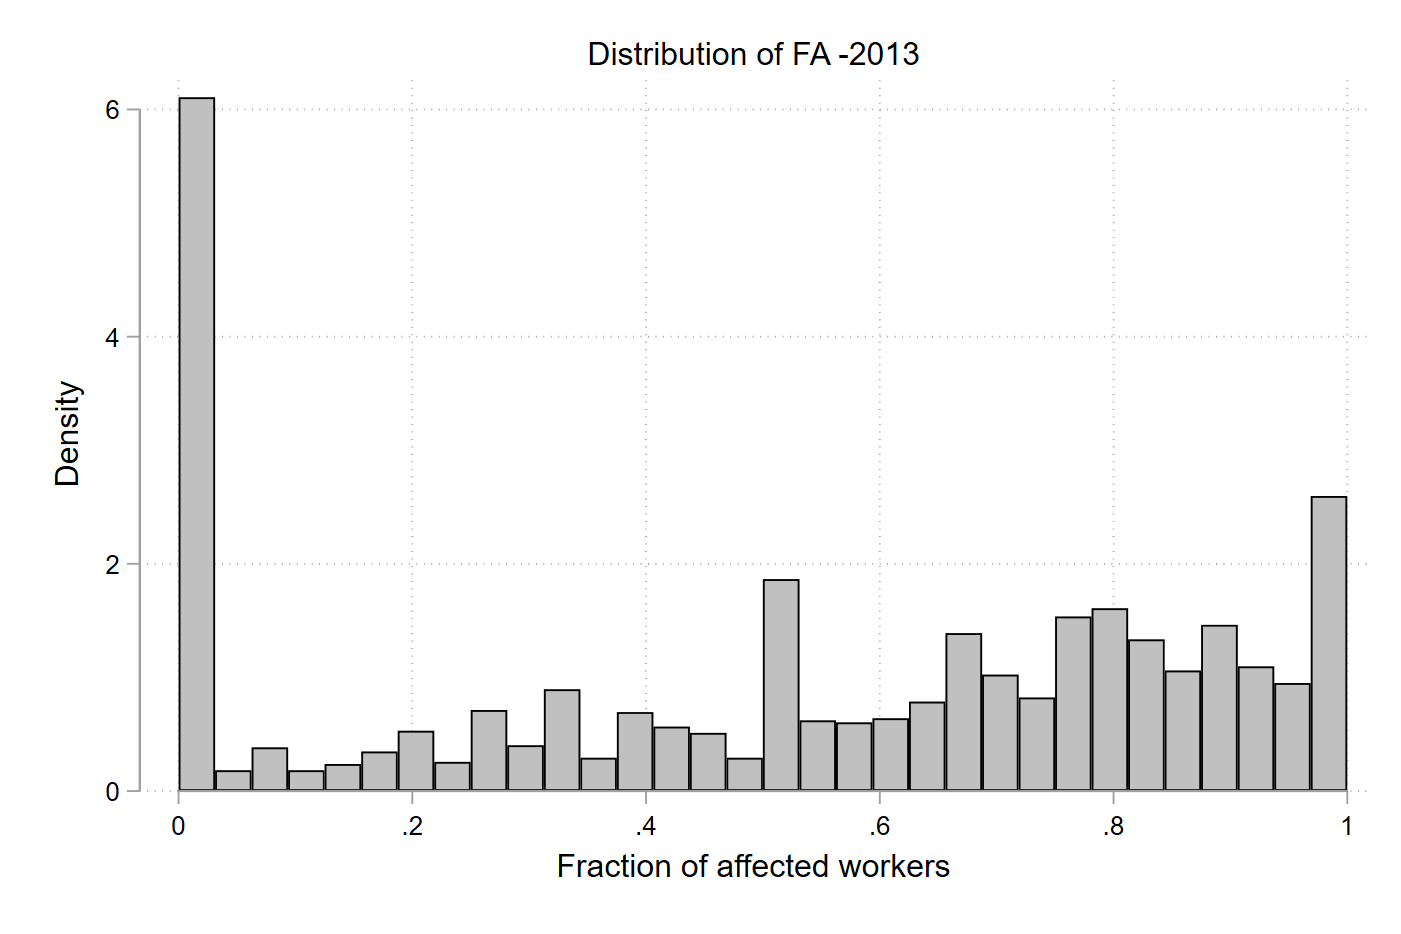 Distribution of FA -2013
Density
6
4
2
0
0 .2 .4 .6 .8 1
Fraction of affected workers